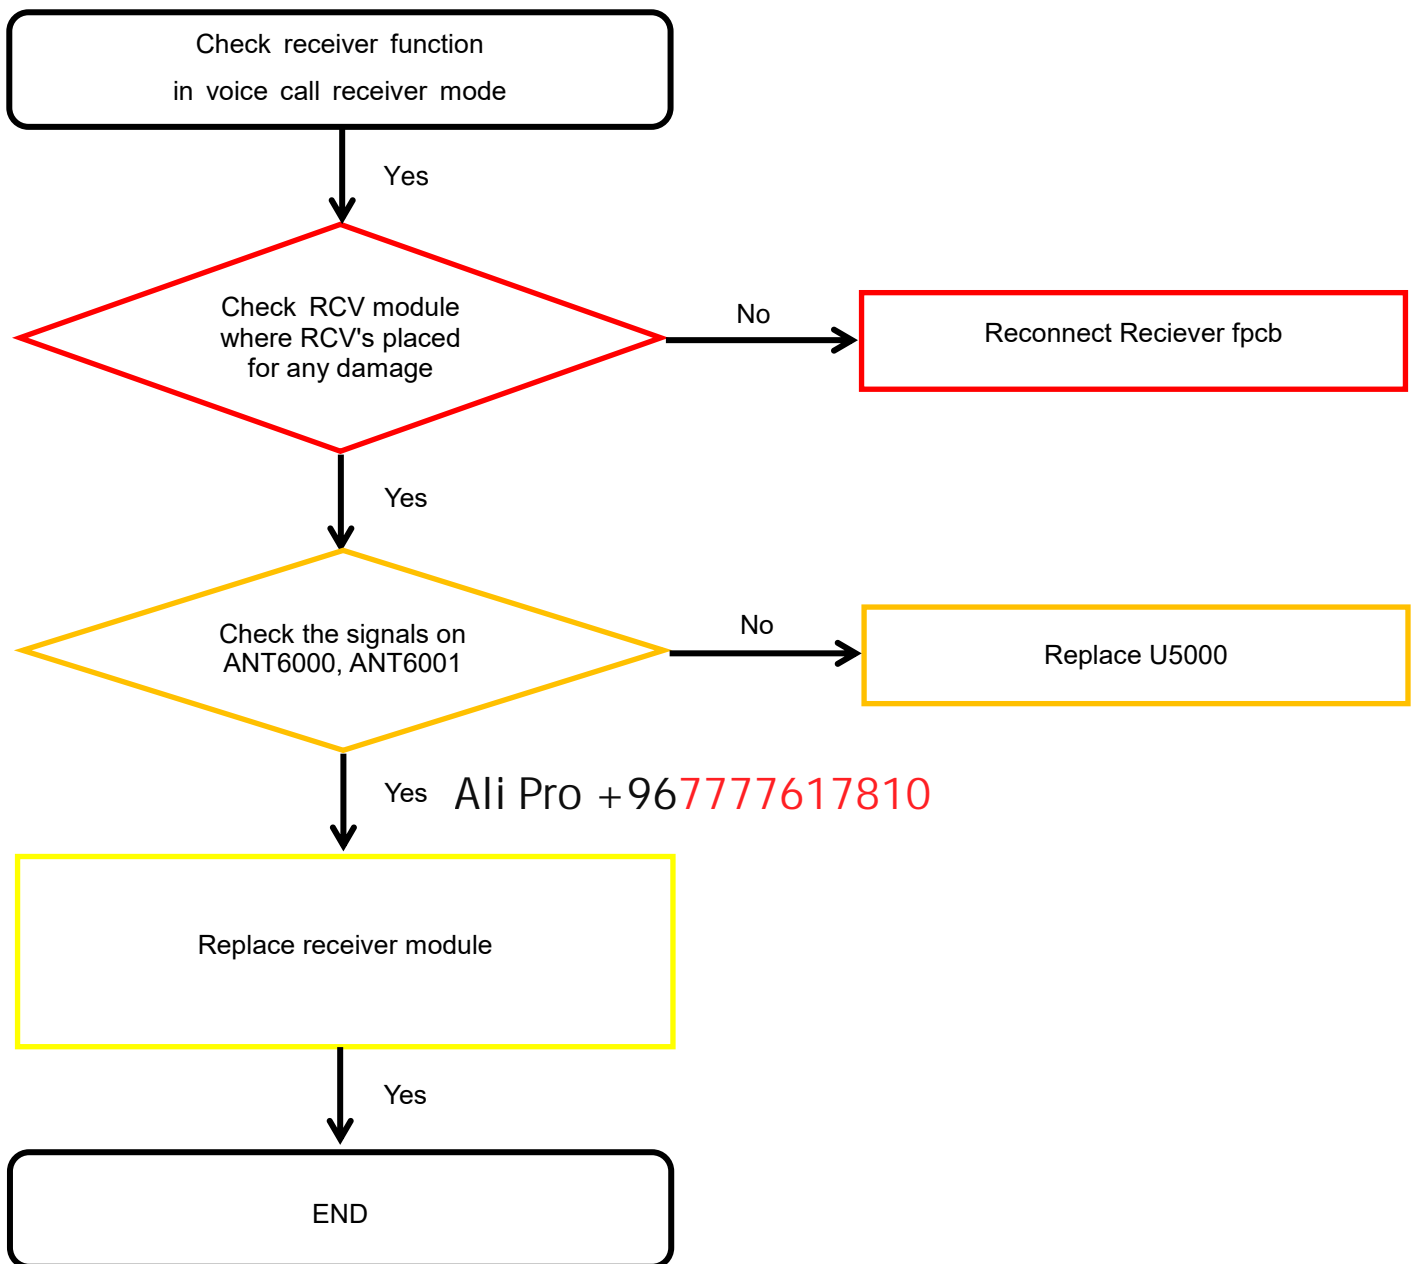 Check receiver function
in voice call receiver mode
Yes
Check RCV module
where RCV's placed
for any damage
No
Reconnect Reciever fpcb
Yes
Check the signals on
ANT6000, ANT6001
No
Replace U5000
Yes
Ali Pro +967777617810
Replace receiver module
Yes
END